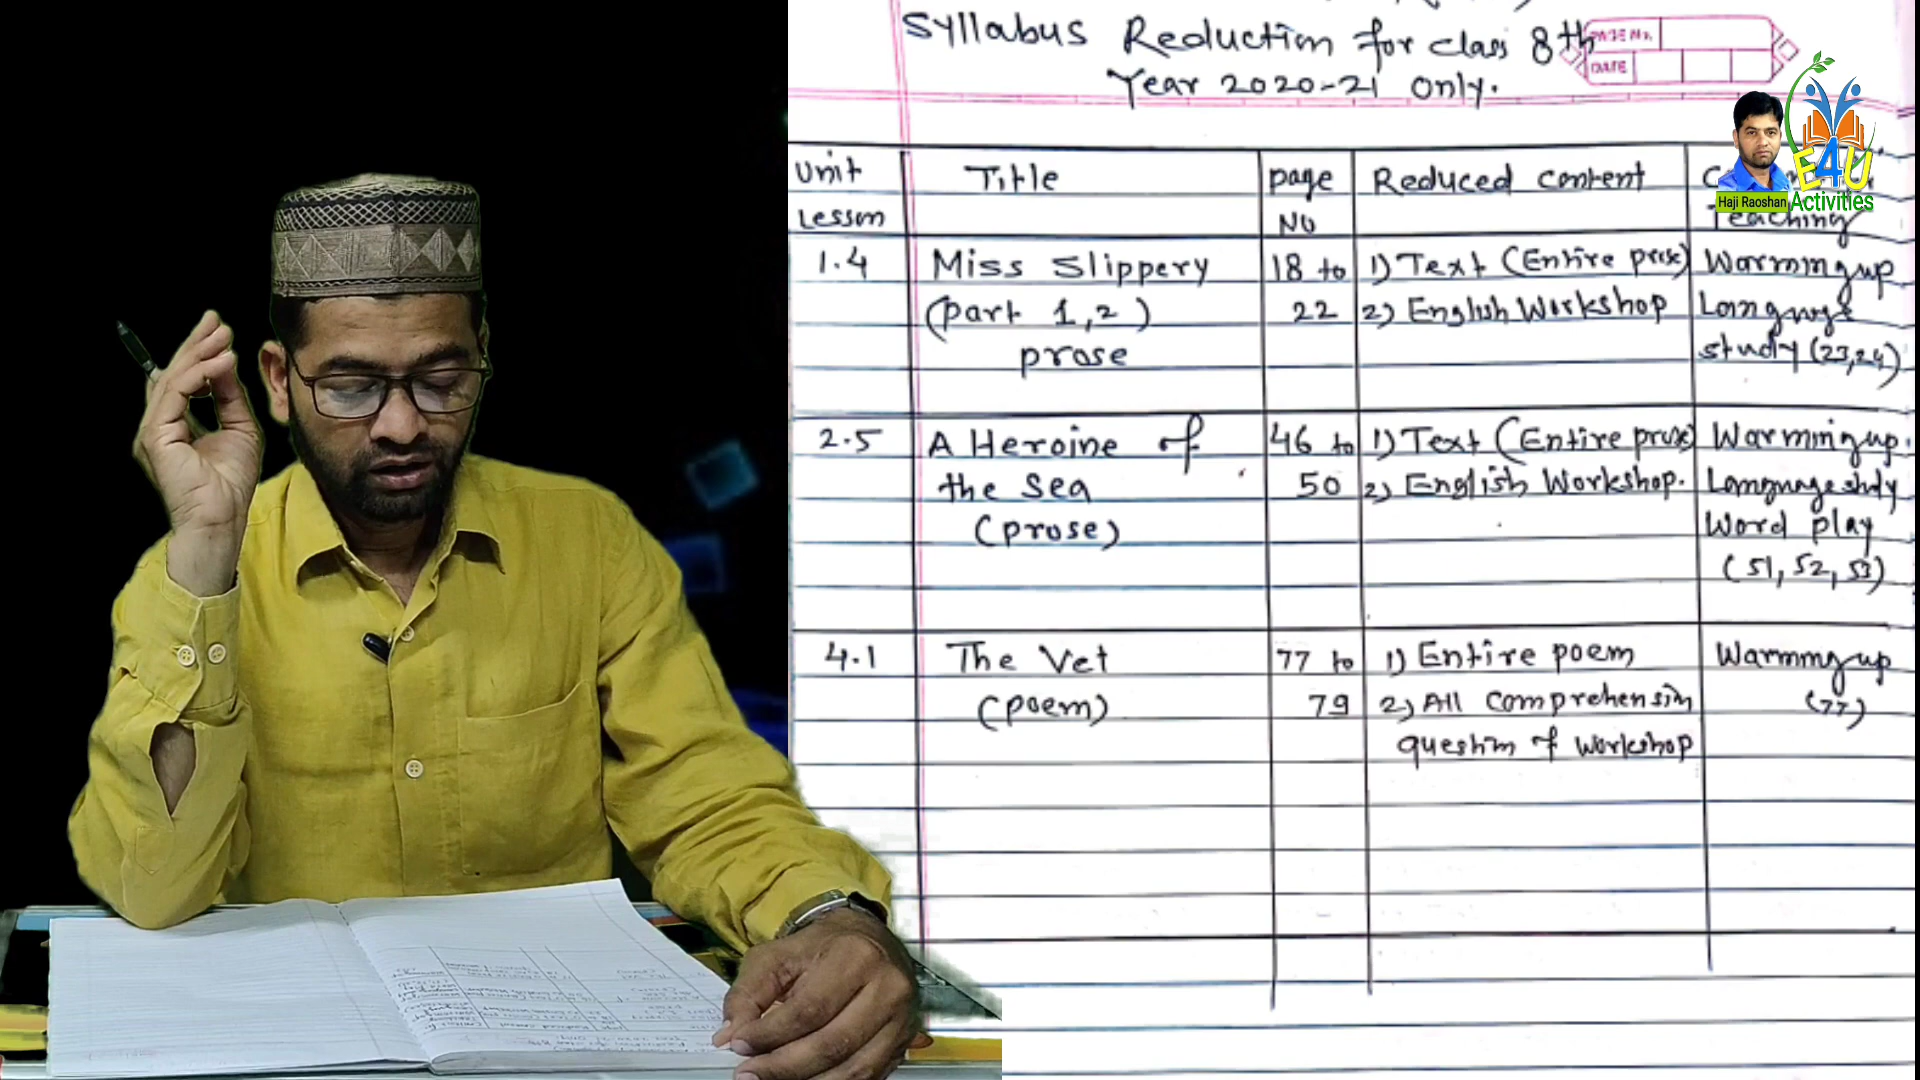 Syllabus Reduction for class 8th
Year 2020-21 only.
PAGE No.
DATE
Haji Raoshan
E4U
Activities
Unit Lesson
Title
page No
Reduced content
Teaching
1.4
Miss Slippery
(part 1,2)
prose
18 to
22
1) Text (Entire prose)
2) English Workshop
Warming up
Language
study (23,24)
2.5
A Heroine of
the sea
(prose)
46 to
50
1) Text (Entire prose)
2) English Workshop.
Warming up.
Language study
Word play
(51, 52, 53)
4.1
The Vet
(poem)
77 to
79
1) Entire poem
2) All comprehension
question of workshop
Warming up
(77)